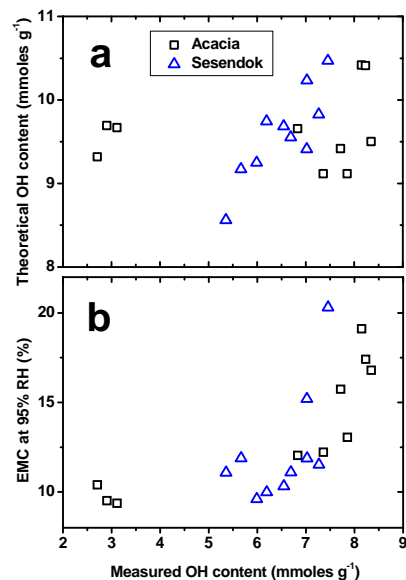 a
Acacia
Sesendok
Theoretical OH content (mmoles g⁻¹)
11
10
9
8
b
EMC at 95% RH (%)
20
15
10
2 3 4 5 6 7 8 9
Measured OH content (mmoles g⁻¹)